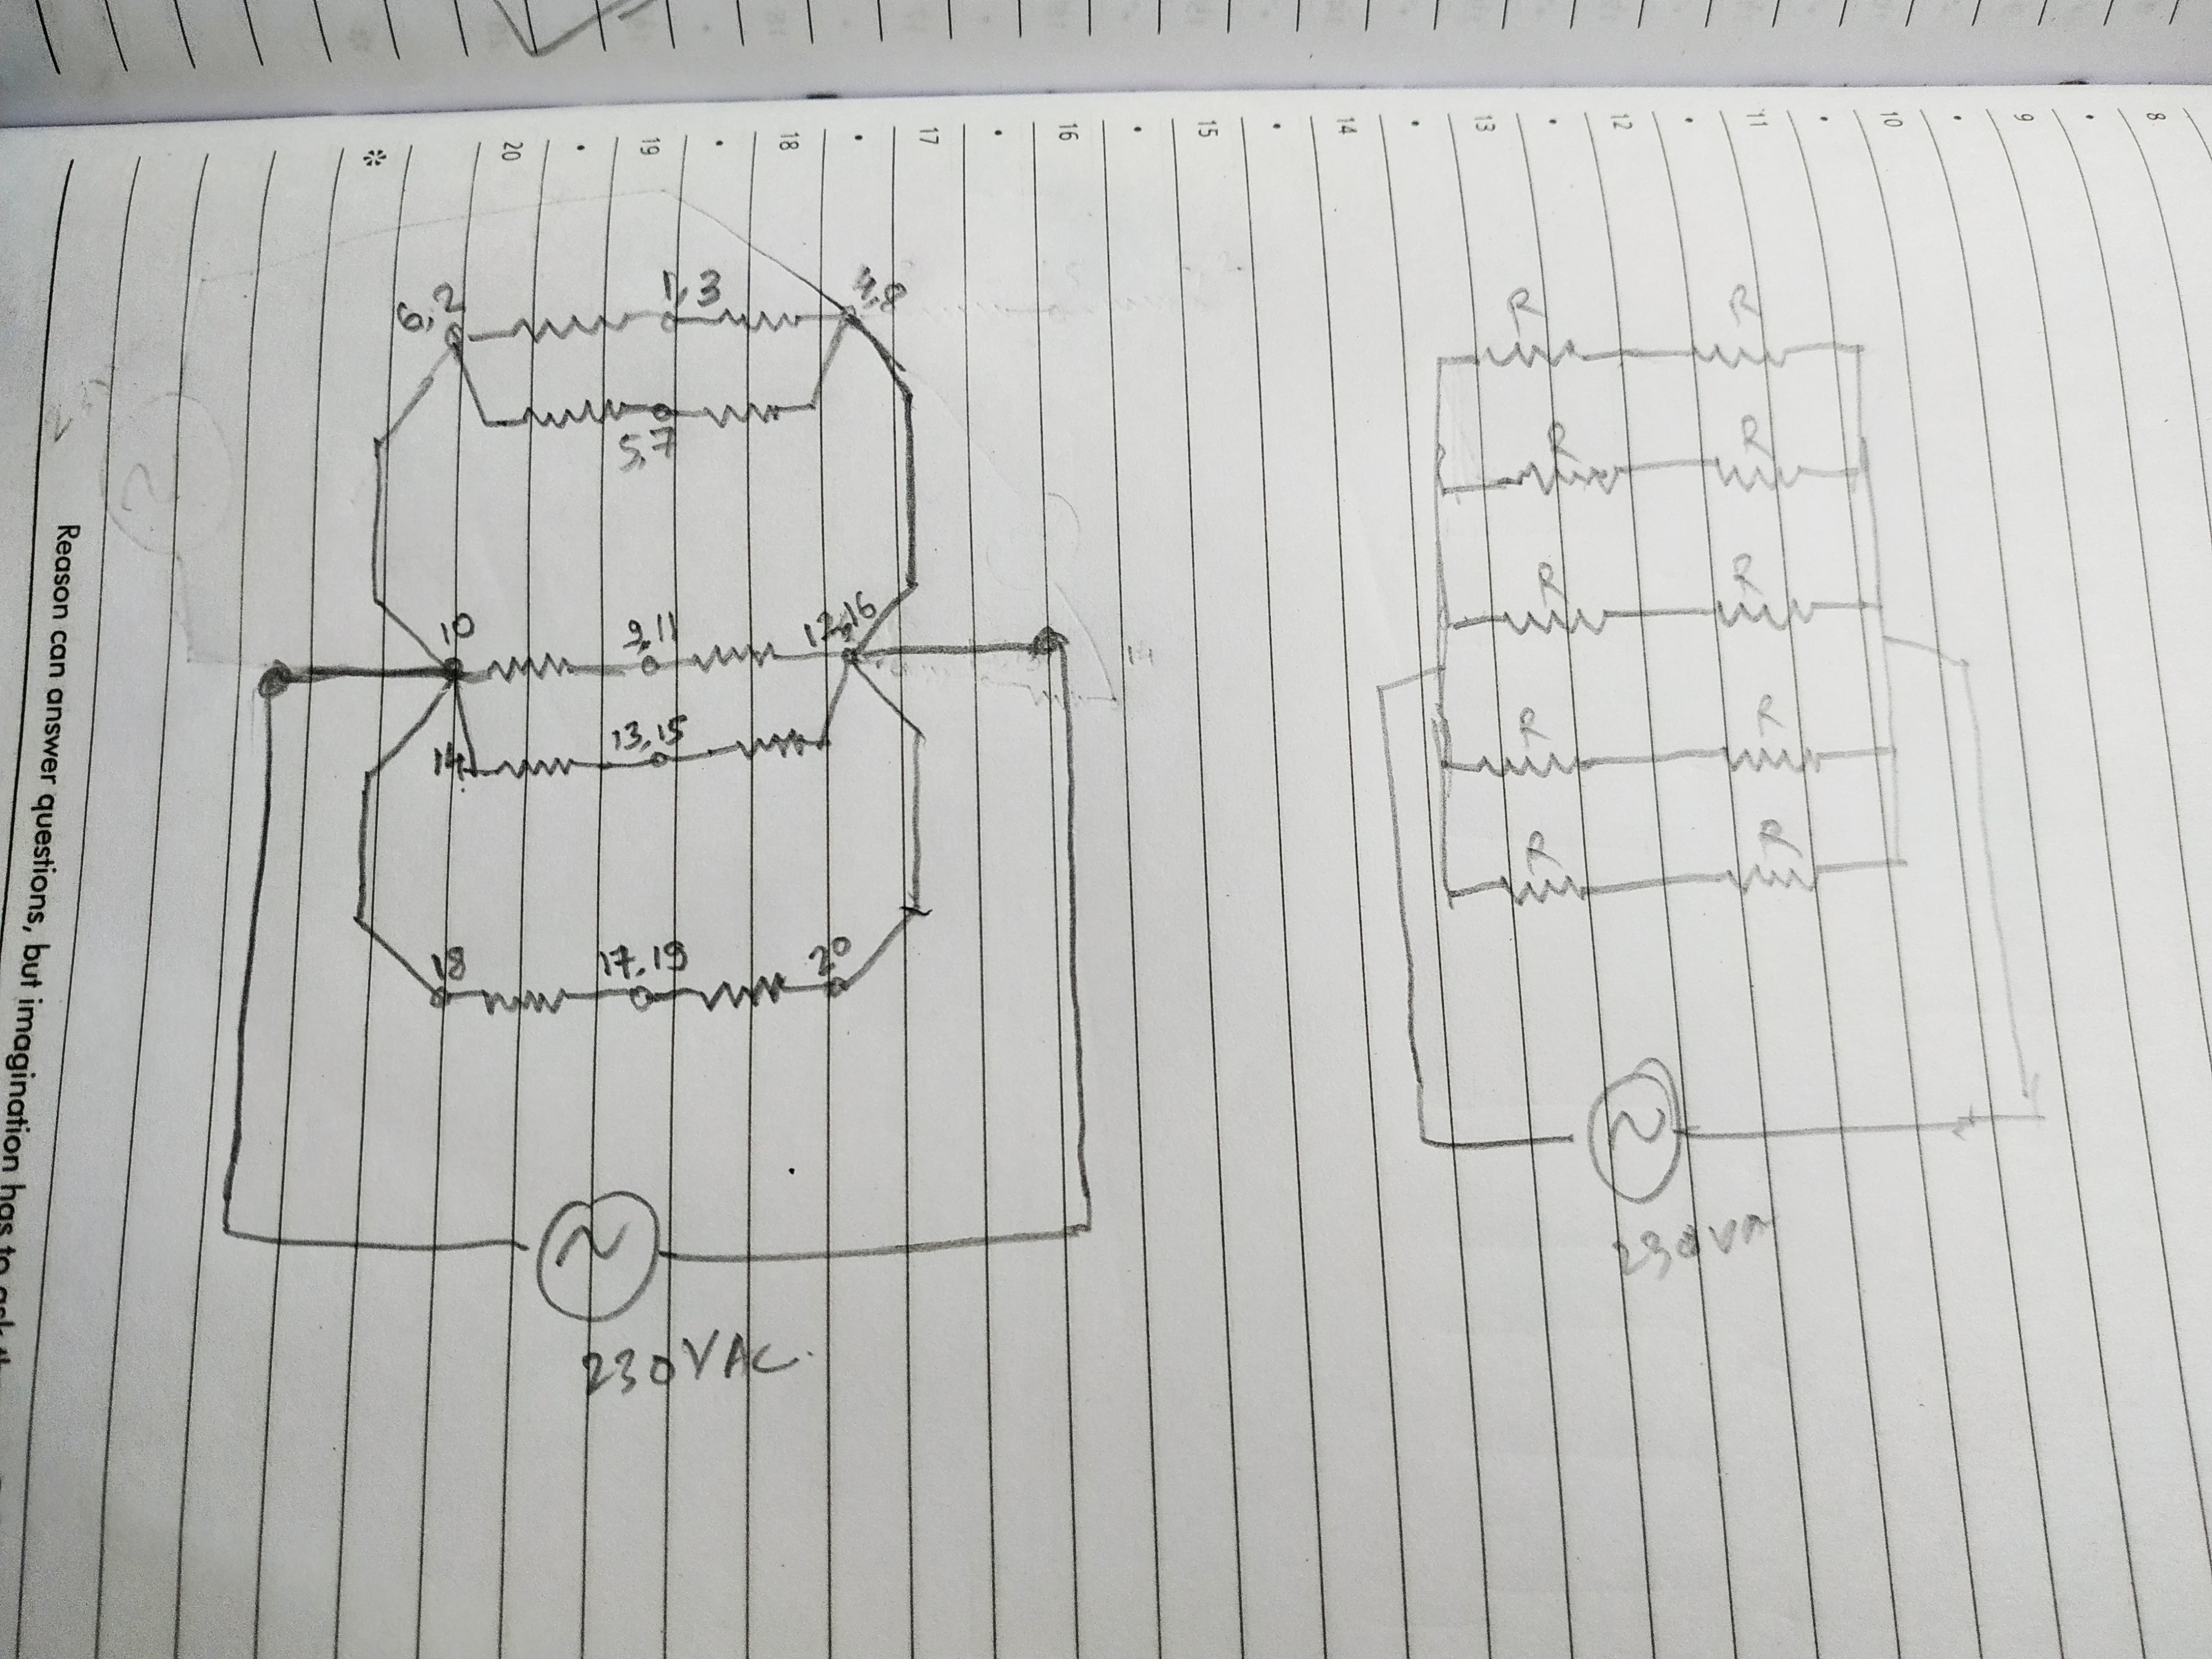 20 19 18 17 16 15 14 13 12 11 10 9 8
6,2 1,3 4,8
5,7
10 9,11 12,16
14 13,15
18 17,19 20
230VAC.
R R
R R
R R
R R
R R
230VA
Reason can answer questions, but imagination has to ask